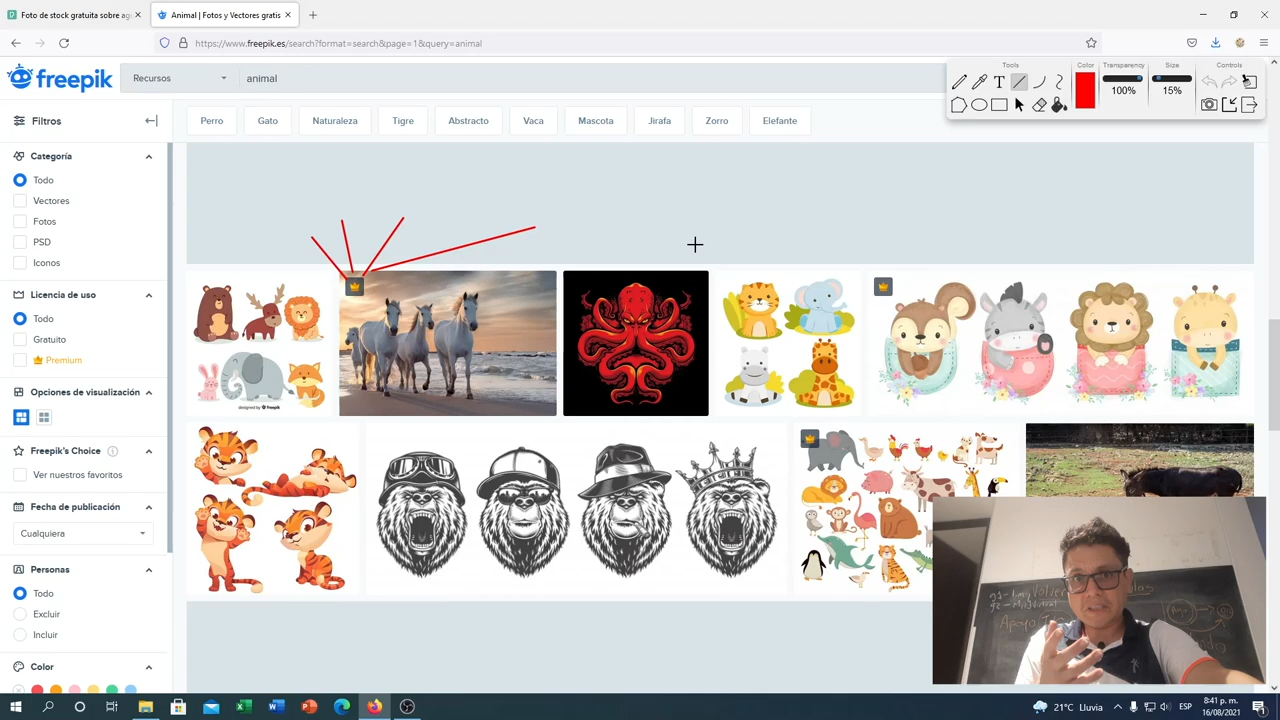 Foto de stock gratuita sobre ag
Animal | Fotos y Vectores gratis
https://www.freepik.es/search?format=search&page=1&query=animal
freepik
Recursos
animal
Tools
Color
Transparency
Size
Controls
T
100%
15%
Filtros
Perro
Gato
Naturaleza
Tigre
Abstracto
Vaca
Mascota
Jirafa
Zorro
Elefante
Categoría
Todo
Vectores
Fotos
PSD
Iconos
Licencia de uso
Todo
Gratuito
Premium
Opciones de visualización
Freepik's Choice
Ver nuestros favoritos
Fecha de publicación
Cualquiera
Personas
Todo
Excluir
Incluir
Color
designed by freepik
21°C Lluvia
ESP
8:41 p. m.
16/08/2021